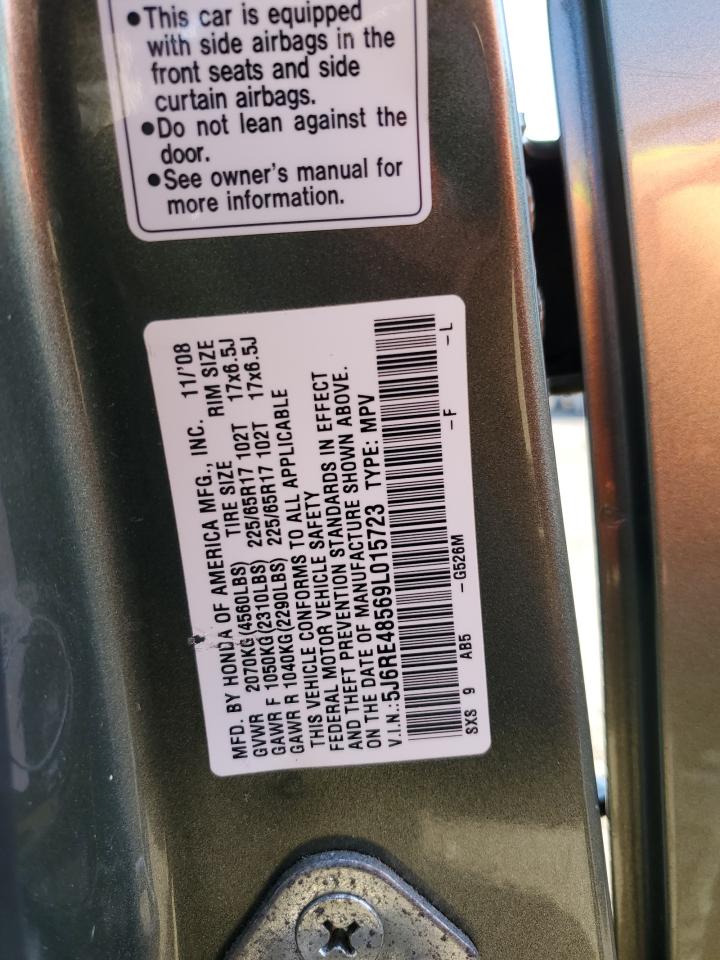 ●This car is equipped
with side airbags in the
front seats and side
curtain airbags.
●Do not lean against the
door.
●See owner's manual for
more information.
MFD. BY HONDA OF AMERICA MFG., INC. 11/'08
GVWR 2070KG(4560LBS) TIRE SIZE RIM SIZE
GAWR F 1050KG(2310LBS) 225/65R17 102T 17x6.5J
GAWR R 1040KG(2290LBS) 225/65R17 102T 17x6.5J
THIS VEHICLE CONFORMS TO ALL APPLICABLE
FEDERAL MOTOR VEHICLE SAFETY
AND THEFT PREVENTION STANDARDS IN EFFECT
ON THE DATE OF MANUFACTURE SHOWN ABOVE.
V.I.N.:5J6RE48569L015723 TYPE: MPV
SXS 9 AB5 -G526M -F -L